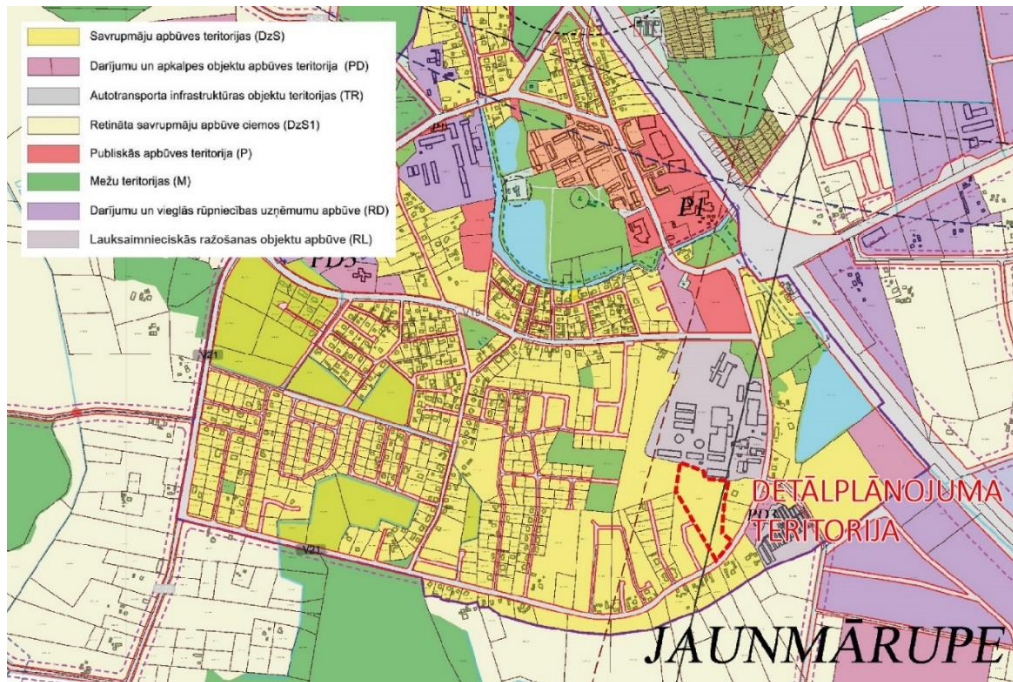 Savrupmāju apbūves teritorijas (DzS)
Darījumu un apkalpes objektu apbūves teritorija (PD)
Autotransporta infrastruktūras objektu teritorijas (TR)
Retināta savrupmāju apbūve ciemos (DzS1)
Publiskās apbūves teritorija (P)
Mežu teritorijas (M)
Darījumu un vieglās rūpniecības uzņēmumu apbūve (RD)
Lauksaimnieciskās ražošanas objektu apbūve (RL)
P1
V21
DETĀLPLĀNOJUMA
TERITORIJA
V21
JAUNMĀRUPE